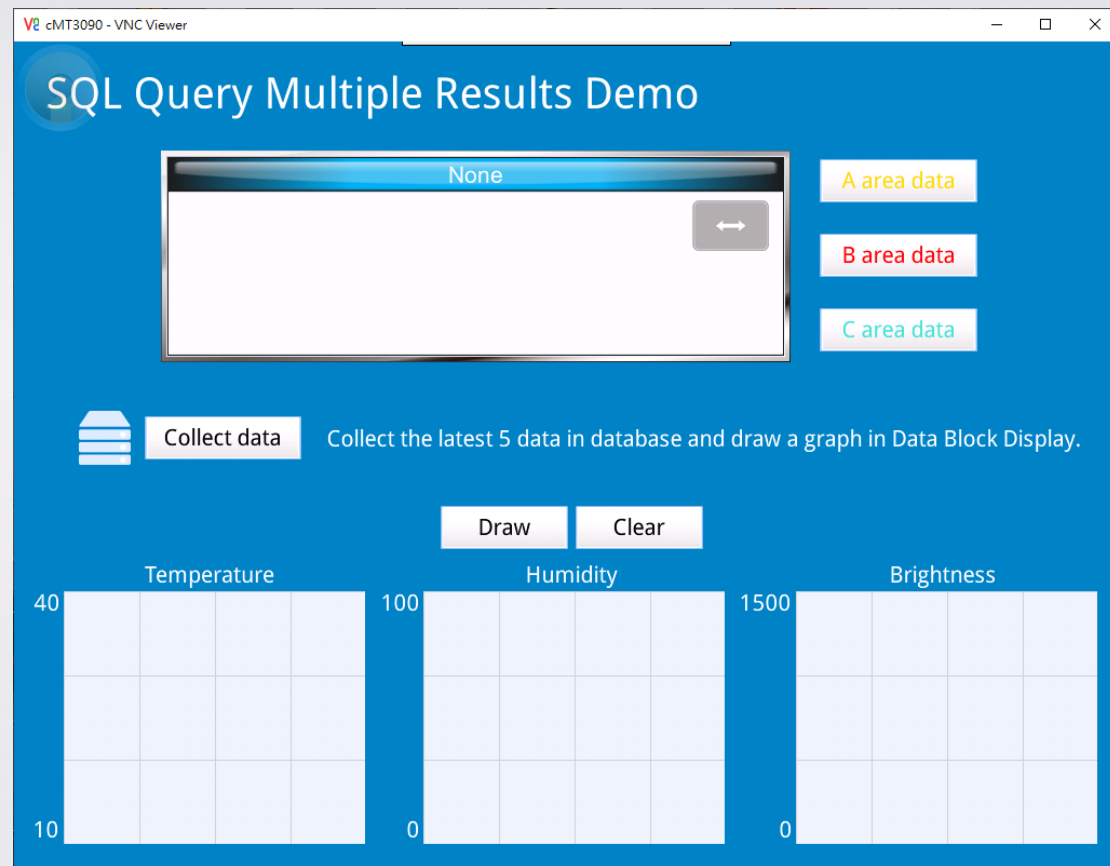 cMT3090 - VNC Viewer
SQL Query Multiple Results Demo
None
A area data
B area data
C area data
Collect data
Collect the latest 5 data in database and draw a graph in Data Block Display.
Draw Clear
Temperature Humidity Brightness
40 100 1500
10 0 0